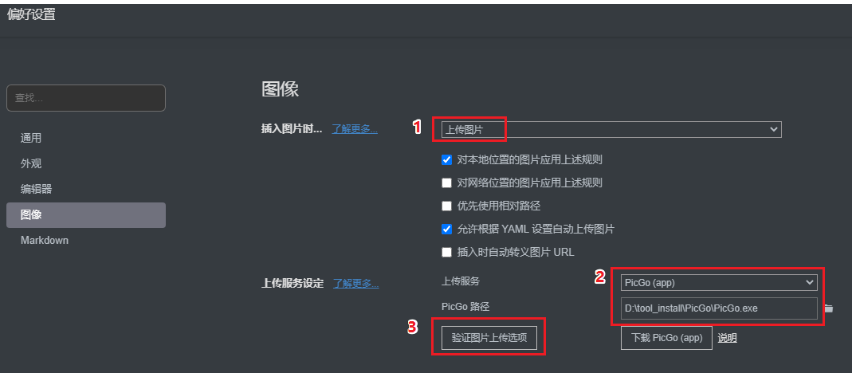 偏好设置
图像
查找...
插入图片时... 了解更多... 1 上传图片
通用
对本地位置的图片应用上述规则
外观
对网络位置的图片应用上述规则
编辑器
优先使用相对路径
图像
允许根据 YAML 设置自动上传图片
Markdown
插入时自动转义图片 URL
上传服务设定 了解更多... 上传服务 2 PicGo (app)
PicGo 路径 D:\tool_install\PicGo\PicGo.exe
3 验证图片上传选项 下载 PicGo (app) 说明